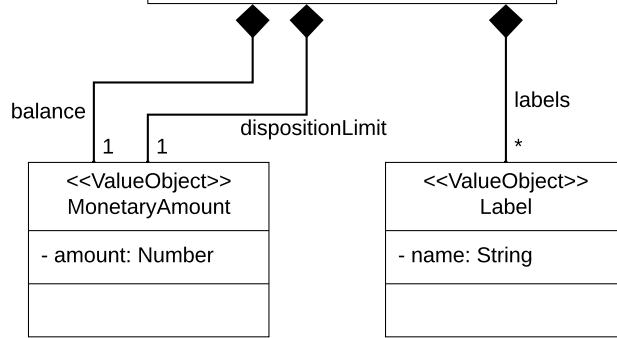 balance
dispositionLimit
labels
1
1
*
<<ValueObject>>
MonetaryAmount
- amount: Number
<<ValueObject>>
Label
- name: String